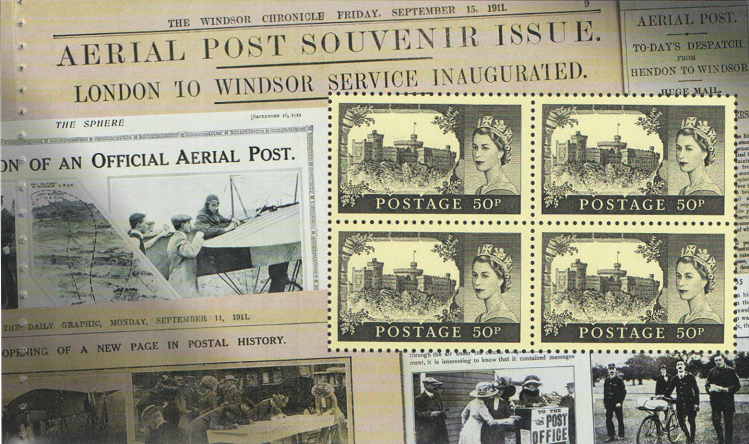 THE WINDSOR CHRONICLE FRIDAY, SEPTEMBER 15, 1911. 9
AERIAL POST SOUVENIR ISSUE.
LONDON TO WINDSOR SERVICE INAUGURATED.
AERIAL POST.
TO-DAY'S DESPATCH
FROM
HENDON TO WINDSOR
HUGE MAIL
THE SPHERE
ON OF AN OFFICIAL AERIAL POST.
POSTAGE 50P
POSTAGE 50P
POSTAGE 50P
POSTAGE 50P
THE DAILY GRAPHIC, MONDAY, SEPTEMBER 11, 1911.
OPENING OF A NEW PAGE IN POSTAL HISTORY.
ment, it is interesting to know that it contained messages
TO THE
POST
OFFICE